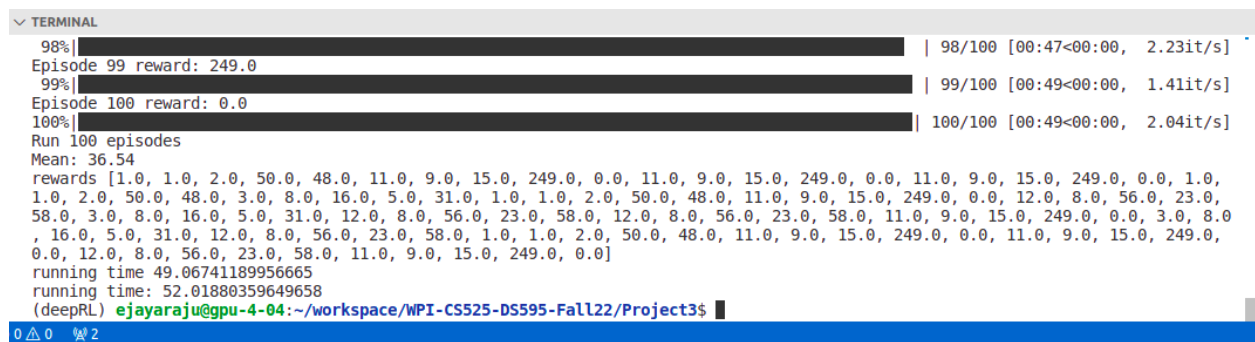 TERMINAL
98%| | 98/100 [00:47<00:00, 2.23it/s]
Episode 99 reward: 249.0
99%| | 99/100 [00:49<00:00, 1.41it/s]
Episode 100 reward: 0.0
100%| | 100/100 [00:49<00:00, 2.04it/s]
Run 100 episodes
Mean: 36.54
rewards [1.0, 1.0, 2.0, 50.0, 48.0, 11.0, 9.0, 15.0, 249.0, 0.0, 11.0, 9.0, 15.0, 249.0, 0.0, 11.0, 9.0, 15.0, 249.0, 0.0, 1.0,
1.0, 2.0, 50.0, 48.0, 3.0, 8.0, 16.0, 5.0, 31.0, 1.0, 1.0, 2.0, 50.0, 48.0, 11.0, 9.0, 15.0, 249.0, 0.0, 12.0, 8.0, 56.0, 23.0,
58.0, 3.0, 8.0, 16.0, 5.0, 31.0, 12.0, 8.0, 56.0, 23.0, 58.0, 12.0, 8.0, 56.0, 23.0, 58.0, 11.0, 9.0, 15.0, 249.0, 0.0, 3.0, 8.0
, 16.0, 5.0, 31.0, 12.0, 8.0, 56.0, 23.0, 58.0, 1.0, 1.0, 2.0, 50.0, 48.0, 11.0, 9.0, 15.0, 249.0, 0.0, 11.0, 9.0, 15.0, 249.0,
0.0, 12.0, 8.0, 56.0, 23.0, 58.0, 11.0, 9.0, 15.0, 249.0, 0.0]
running time 49.06741189956665
running time: 52.01880359649658
(deepRL) ejayaraju@gpu-4-04:~/workspace/WPI-CS525-DS595-Fall22/Project3$
0 0 2